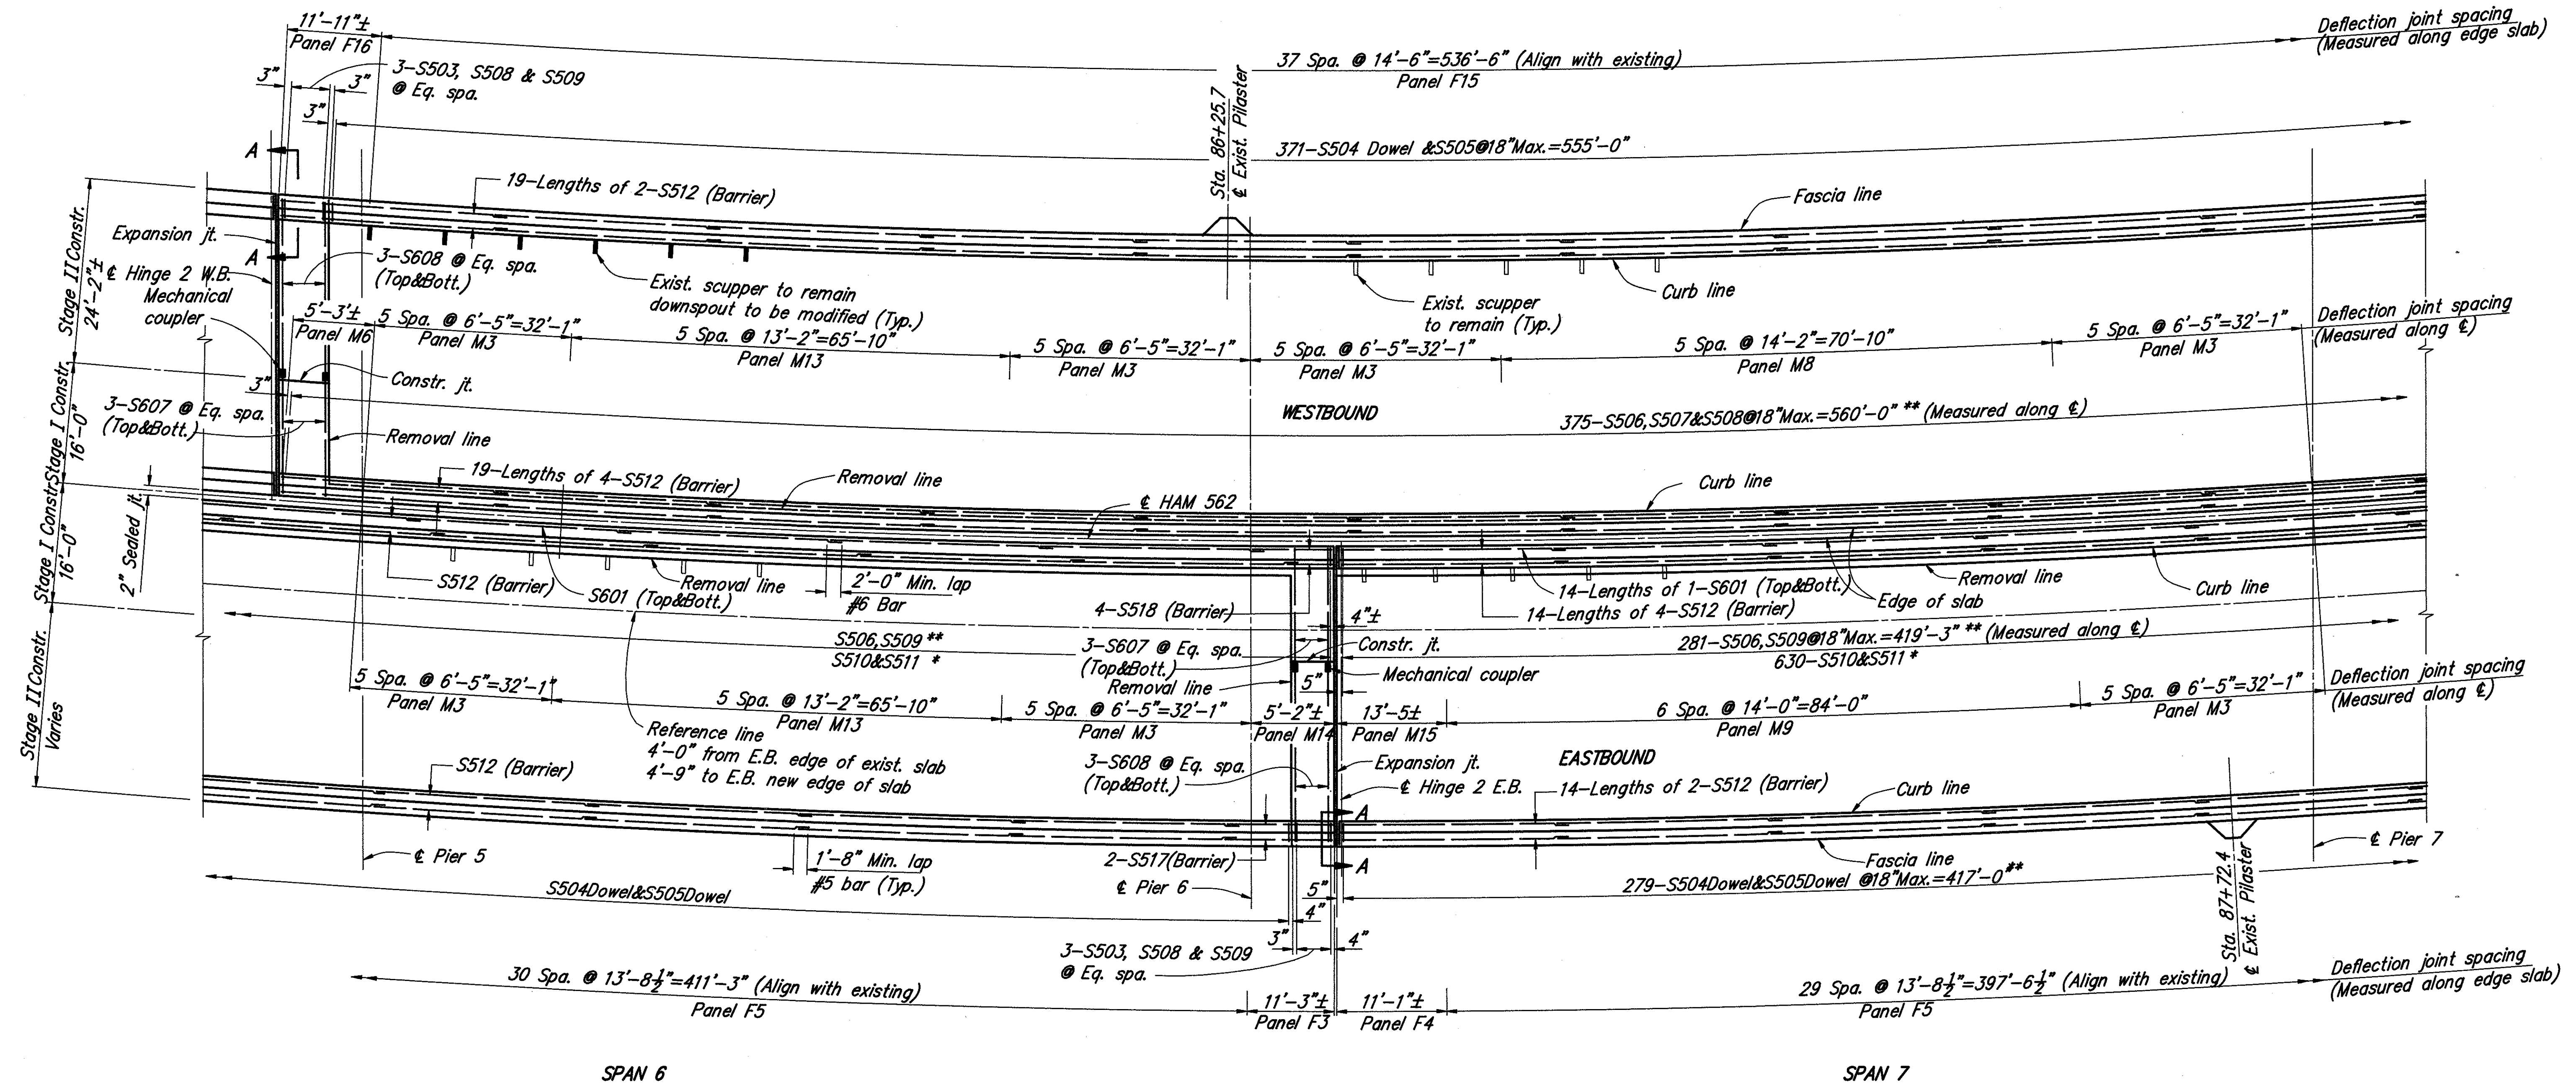 11'-11"±
Panel F16
37 Spa. @ 14'-6"=536'-6" (Align with existing)
Panel F15
Deflection joint spacing
(Measured along edge slab)
3"
3-S503, S508 & S509
@ Eq. spa.
3"
3"
Sta. 86+25.7
℄ Exist. Pilaster
371-S504 Dowel &S505@18"Max.=555'-0"
A
A
19-Lengths of 2-S512 (Barrier)
Fascia line
Expansion jt.
℄ Hinge 2 W.B.
Mechanical
coupler
3-S608 @ Eq. spa.
(Top&Bott.)
Exist. scupper to remain
downspout to be modified (Typ.)
Exist. scupper
to remain (Typ.)
Curb line
Stage II Constr.
24'-2"±
5'-3'±
Panel M6
5 Spa. @ 6'-5"=32'-1"
Panel M3
5 Spa. @ 13'-2"=65'-10"
Panel M13
5 Spa. @ 6'-5"=32'-1"
Panel M3
5 Spa. @ 6'-5"=32'-1"
Panel M3
5 Spa. @ 14'-2"=70'-10"
Panel M8
5 Spa. @ 6'-5"=32'-1"
Panel M3
Deflection joint spacing
(Measured along ℄)
3"
Constr. jt.
3-S607 @ Eq. spa.
(Top&Bott.)
Stage I Constr.
16'-0"
WESTBOUND
375-S506,S507&S508@18"Max.=560'-0" ** (Measured along ℄)
Removal line
19-Lengths of 4-S512 (Barrier)
Removal line
Curb line
℄ HAM 562
Stage I Constr.
16'-0"
2" Sealed jt.
S512 (Barrier)
S601 (Top&Bott.)
Removal line
2'-0" Min. lap
#6 Bar
4-S518 (Barrier)
14-Lengths of 1-S601 (Top&Bott.)
14-Lengths of 4-S512 (Barrier)
Edge of slab
Removal line
Curb line
4"±
S506,S509 **
S510&S511 *
3-S607 @ Eq. spa.
(Top&Bott.)
Constr. jt.
281-S506,S509@18"Max.=419'-3" ** (Measured along ℄)
630-S510&S511 *
Removal line
5"
Mechanical coupler
Stage II Constr.
Varies
5 Spa. @ 6'-5"=32'-1"
Panel M3
5 Spa. @ 13'-2"=65'-10"
Panel M13
5 Spa. @ 6'-5"=32'-1"
Panel M3
5'-2"±
Panel M14
13'-5±
Panel M15
6 Spa. @ 14'-0"=84'-0"
Panel M9
5 Spa. @ 6'-5"=32'-1"
Panel M3
Deflection joint spacing
(Measured along ℄)
Reference line
4'-0" from E.B. edge of exist. slab
4'-9" to E.B. new edge of slab
S512 (Barrier)
3-S608 @ Eq. spa.
(Top&Bott.)
Expansion jt.
℄ Hinge 2 E.B.
EASTBOUND
14-Lengths of 2-S512 (Barrier)
Curb line
A
A
℄ Pier 5
1'-8" Min. lap
#5 bar (Typ.)
2-S517(Barrier)
℄ Pier 6
Fascia line
℄ Pier 7
Sta. 87+72.4
℄ Exist. Pilaster
S504Dowel&S505Dowel
5"
279-S504Dowel&S505Dowel @18"Max.=417'-0"**
4"
3"
4"
3-S503, S508 & S509
@ Eq. spa.
30 Spa. @ 13'-8½"=411'-3" (Align with existing)
Panel F5
11'-3"±
Panel F3
11'-1"±
Panel F4
29 Spa. @ 13'-8½"=397'-6½" (Align with existing)
Panel F5
Deflection joint spacing
(Measured along edge slab)
SPAN 6
SPAN 7